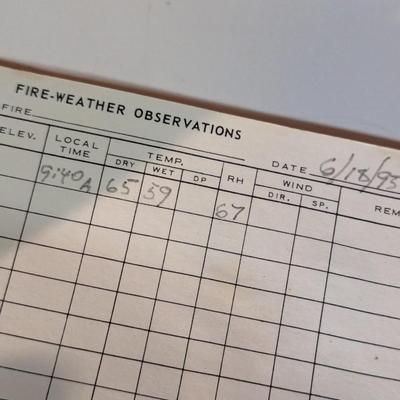 FIRE-WEATHER OBSERVATIONS
FIRE DATE 6/18/95
ELEV. LOCAL TIME TEMP. RH WIND REM
DRY WET DP DIR. SP.
9:40 A 65 59 67